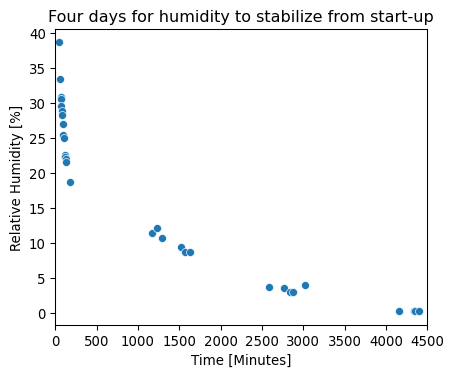 Four days for humidity to stabilize from start-up
40
35
30
25
20
15
10
5
0
Relative Humidity [%]
0 500 1000 1500 2000 2500 3000 3500 4000 4500
Time [Minutes]